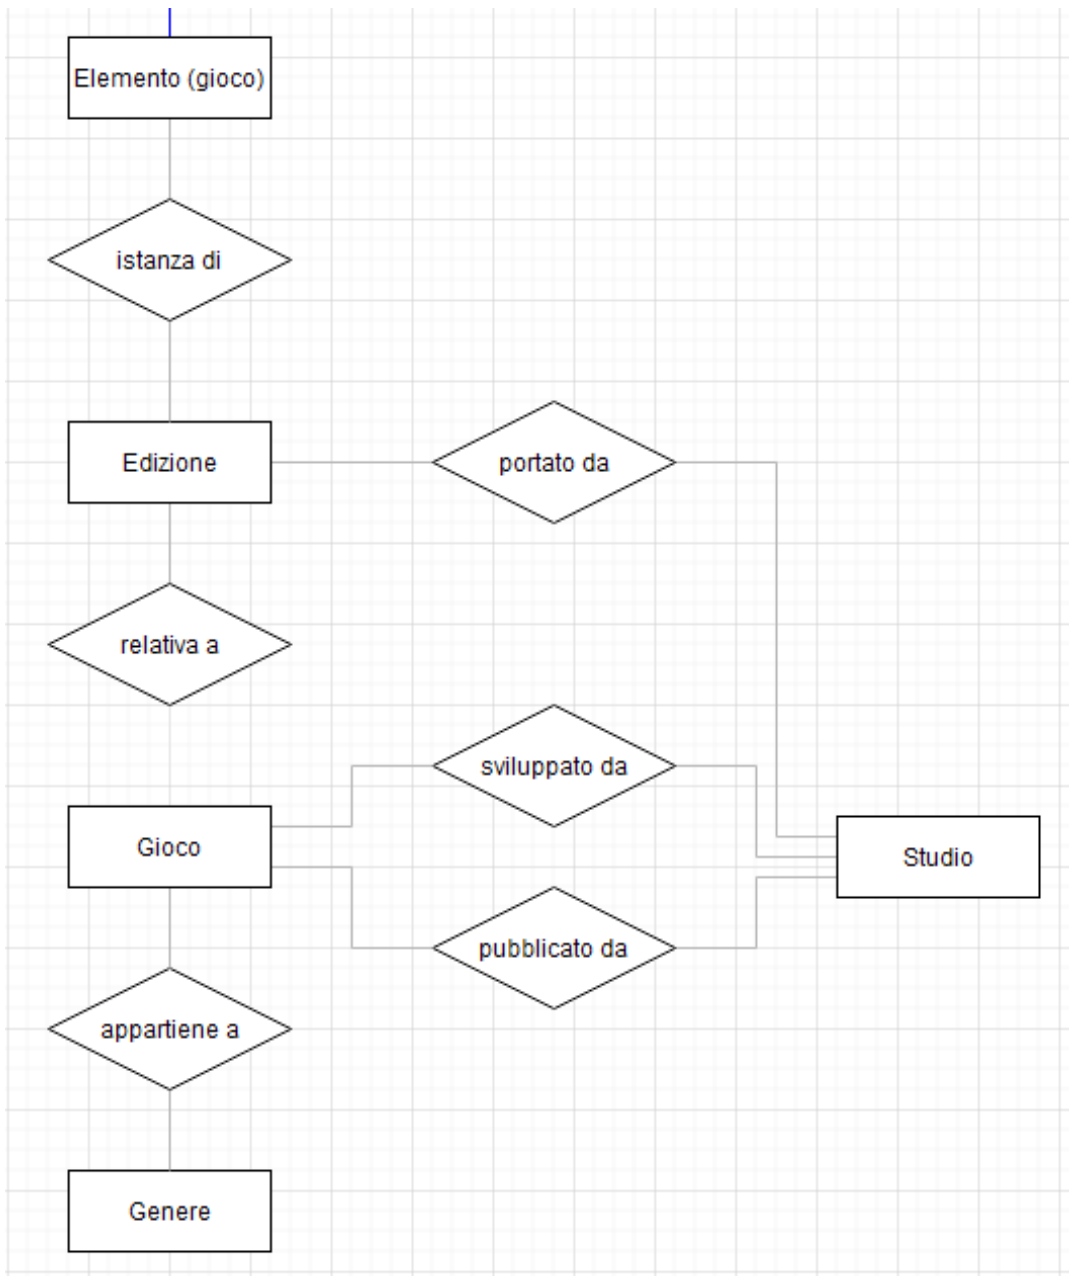 Elemento (gioco)
istanza di
Edizione
portato da
relativa a
sviluppato da
Gioco
Studio
pubblicato da
appartiene a
Genere